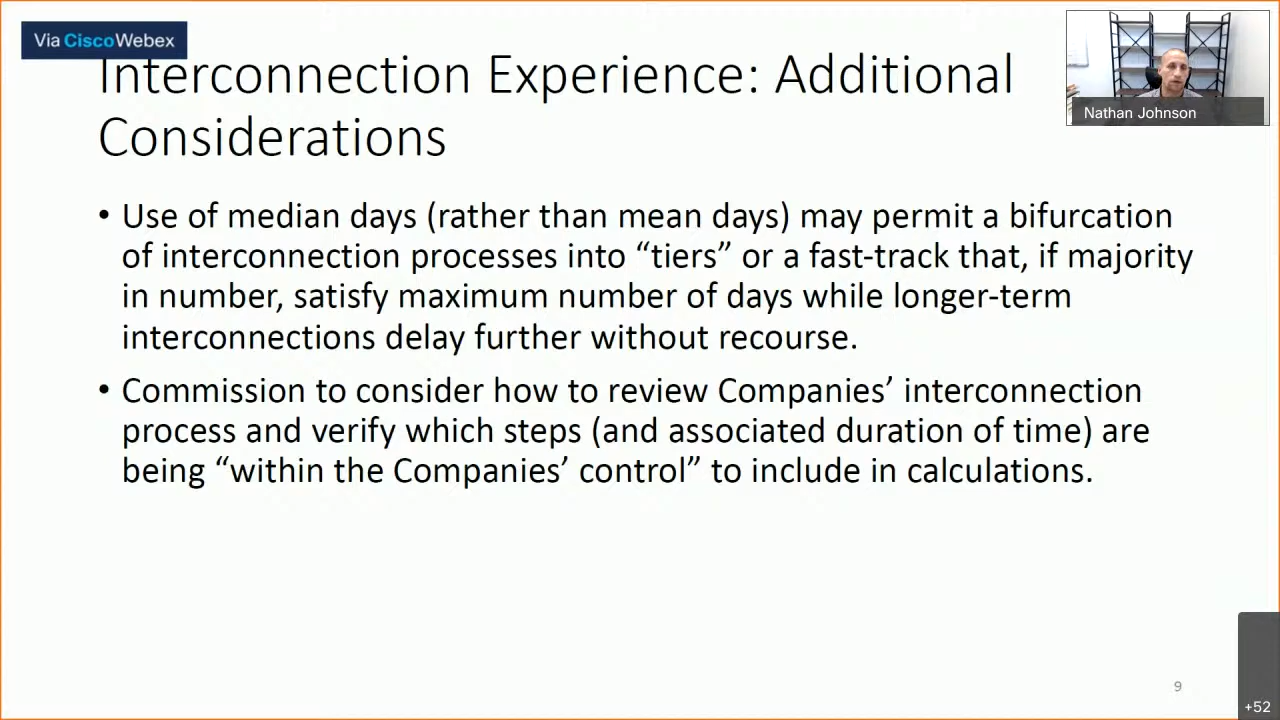 Via CiscoWebex
Interconnection Experience: Additional
Considerations
Nathan Johnson
• Use of median days (rather than mean days) may permit a bifurcation
of interconnection processes into “tiers” or a fast-track that, if majority
in number, satisfy maximum number of days while longer-term
interconnections delay further without recourse.
• Commission to consider how to review Companies’ interconnection
process and verify which steps (and associated duration of time) are
being “within the Companies’ control” to include in calculations.
9
+52